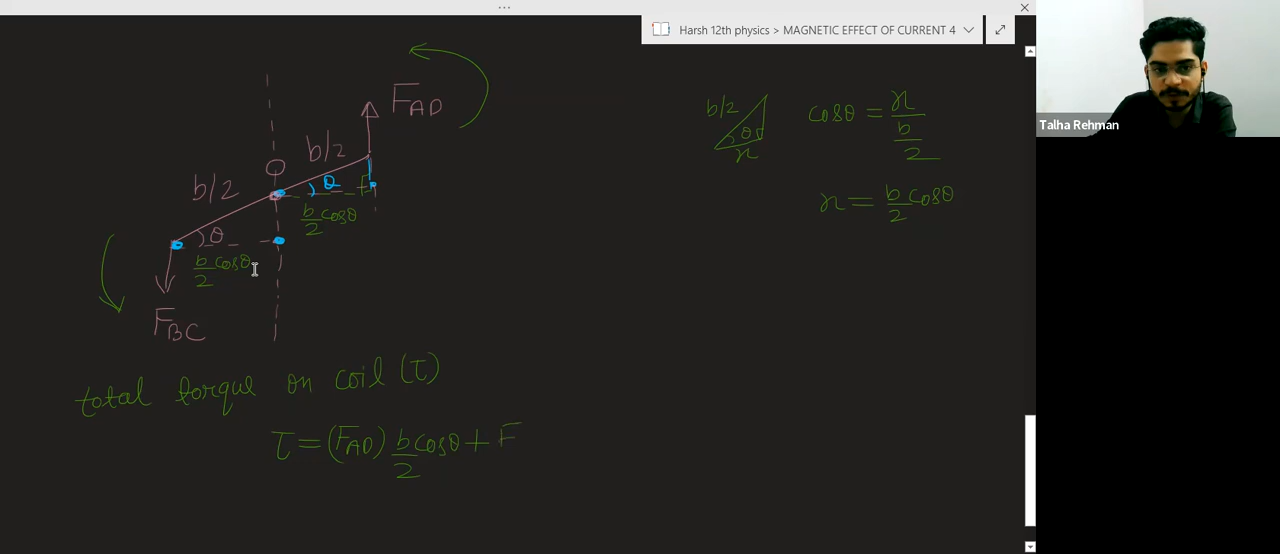 Harsh 12th physics > MAGNETIC EFFECT OF CURRENT 4
Talha Rehman
F_AD
b/2
O
b/2
θ
b/2 cosθ
θ
b/2 cosθ
F_BC
b/2
θ
x
cosθ = x/(b/2)
x = b/2 cosθ
total torque on coil (τ)
τ = (F_AD) b/2 cosθ + F